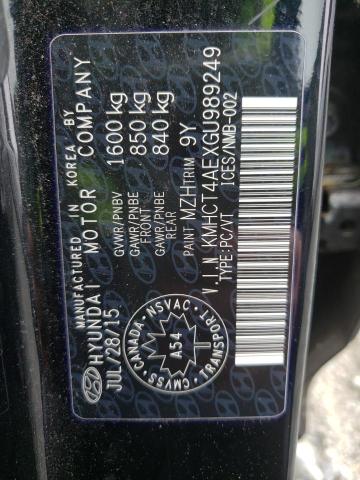 MANUFACTURED IN KOREA BY
HYUNDAI MOTOR COMPANY
JUL/28/15
GVWR/PNBV 1600 kg
GAWR/PNBE FRONT 850 kg
GAWR/PNBE REAR 840 kg
PAINT MZH TRIM 9Y
V.I.N KMHCT4AEXGU989249
TYPE:PC/VT ICES/NMB-002
CANADA
NSVAC
A54
CMVSS
TRANSPORT